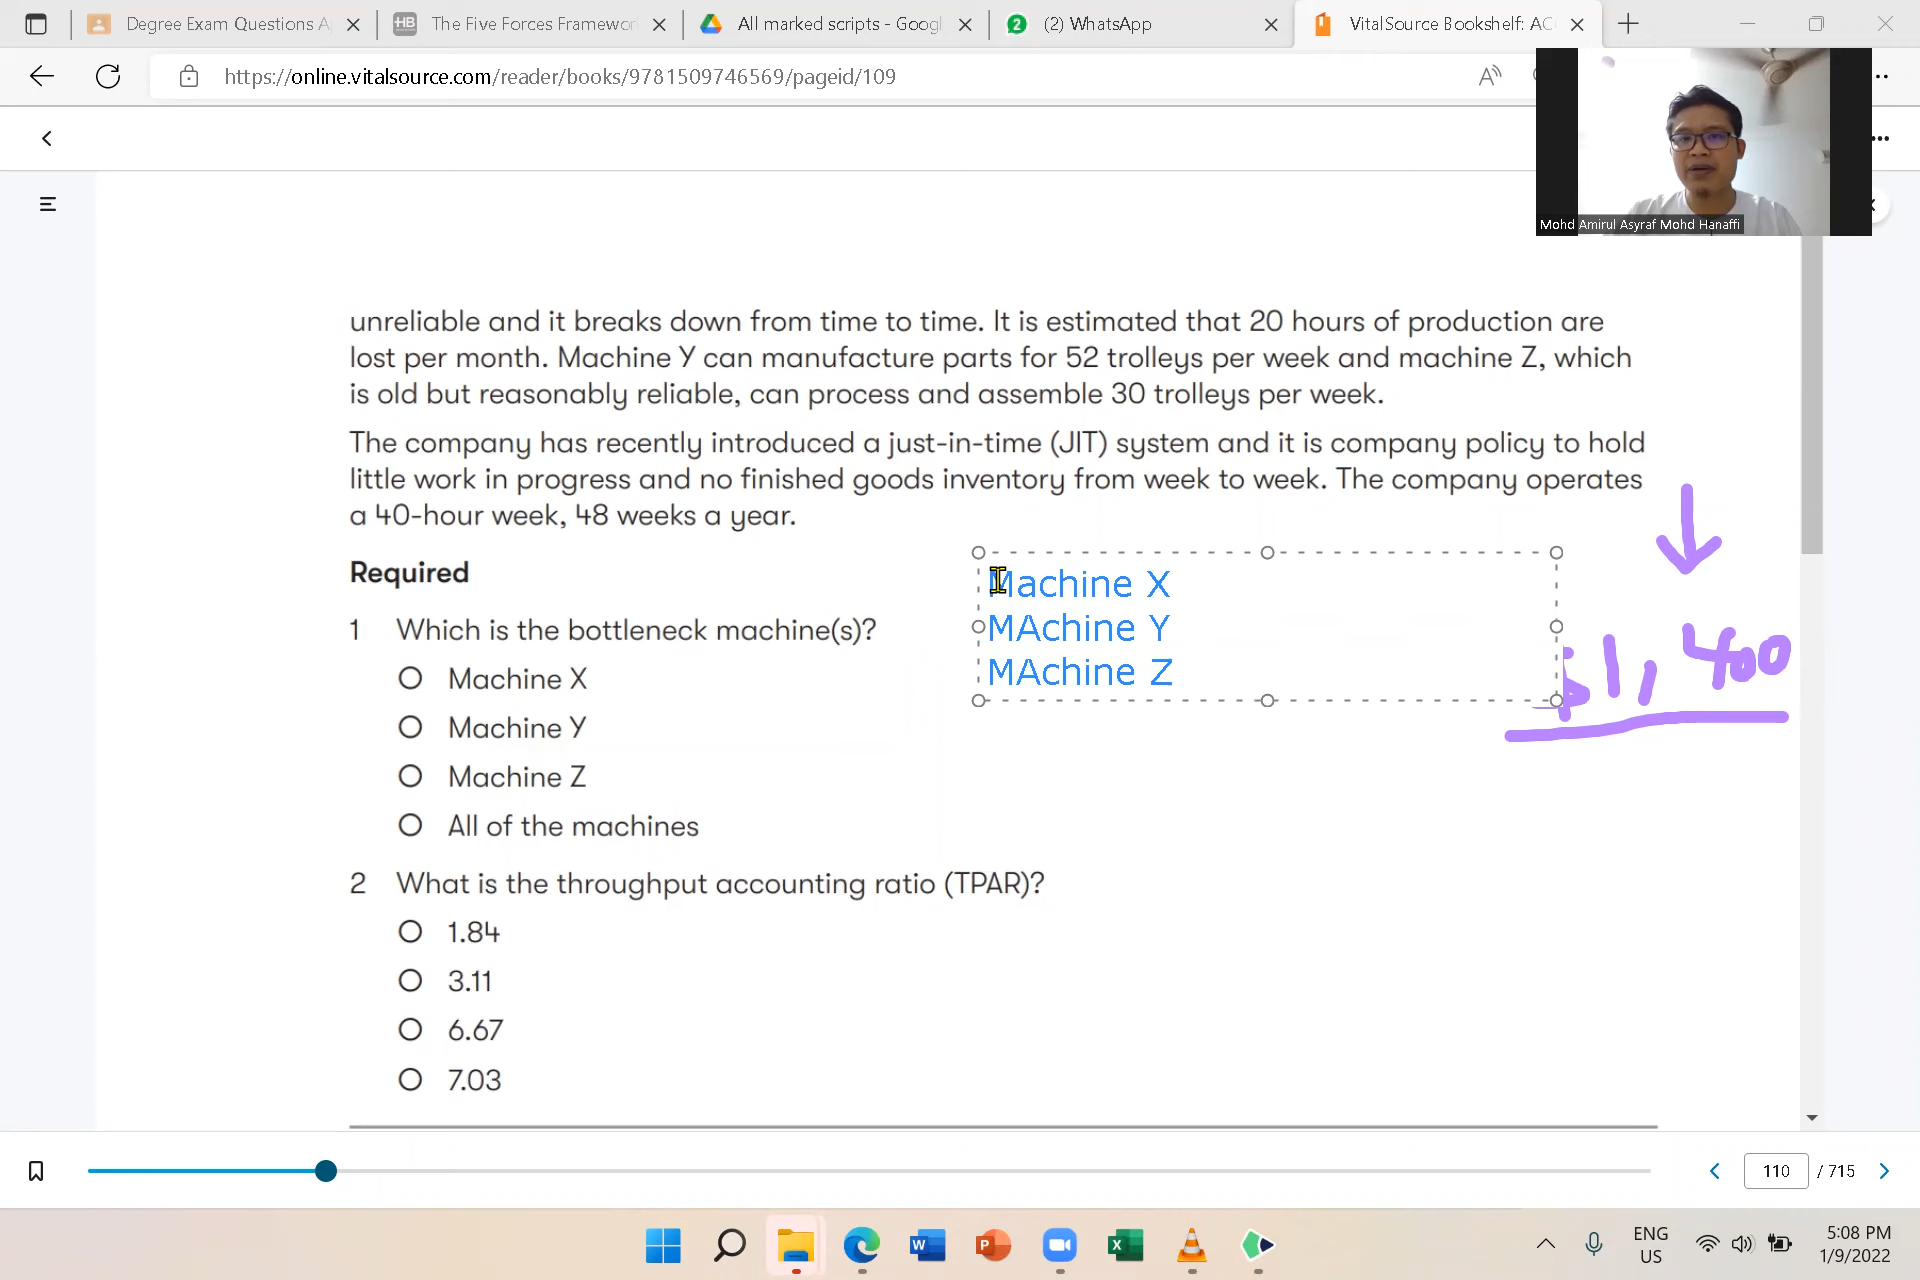 Degree Exam Questions A
The Five Forces Framewor
All marked scripts - Googl
(2) WhatsApp
VitalSource Bookshelf: AC
https://online.vitalsource.com/reader/books/9781509746569/pageid/109
Mohd Amirul Asyraf Mohd Hanaffi
unreliable and it breaks down from time to time. It is estimated that 20 hours of production are
lost per month. Machine Y can manufacture parts for 52 trolleys per week and machine Z, which
is old but reasonably reliable, can process and assemble 30 trolleys per week.
The company has recently introduced a just-in-time (JIT) system and it is company policy to hold
little work in progress and no finished goods inventory from week to week. The company operates
a 40-hour week, 48 weeks a year.
Required
Machine X
MAchine Y
MAchine Z
$1,400
1 Which is the bottleneck machine(s)?
Machine X
Machine Y
Machine Z
All of the machines
2 What is the throughput accounting ratio (TPAR)?
1.84
3.11
6.67
7.03
110 / 715
ENG
US
5:08 PM
1/9/2022